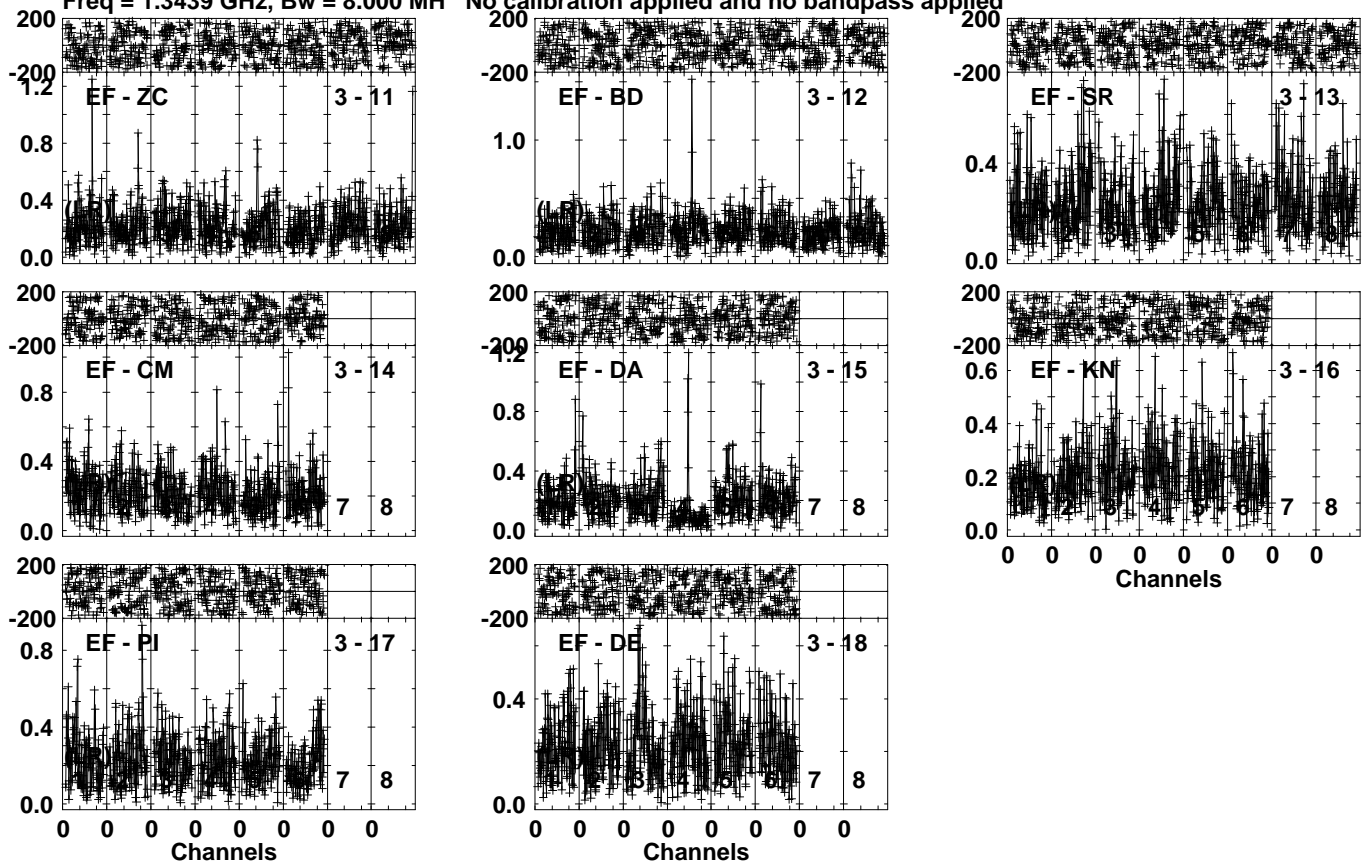 Freq = 1.3439 GHz, Bw = 8.000 MH No calibration applied and no bandpass applied
200 200 200
-200 -200 -200
1.2
EF - ZC 3 - 11 EF - BD 3 - 12 EF - SR 3 - 13
0.8 1.0 0.4
0.4 (LR) (LR)
0.0 0.0 0.0
200 200 200
-200 -200 -200
1.2
EF - CM 3 - 14 EF - DA 3 - 15 EF - KN 3 - 16
0.8 0.8 0.6
0.4 0.4 0.4
(LR) 0.2
7 8 7 8 1 2 3 4 5 6 7 8
0.0 0.0 0.0
0 0 0 0 0 0 0 0
Channels
200 200
-200 -200
EF - PI 3 - 17 EF - DE 3 - 18
0.8
0.4 0.4
7 8 1 2 3 4 5 6 7 8
0.0 0.0
0 0 0 0 0 0 0 0 0 0 0 0 0 0 0 0
Channels Channels